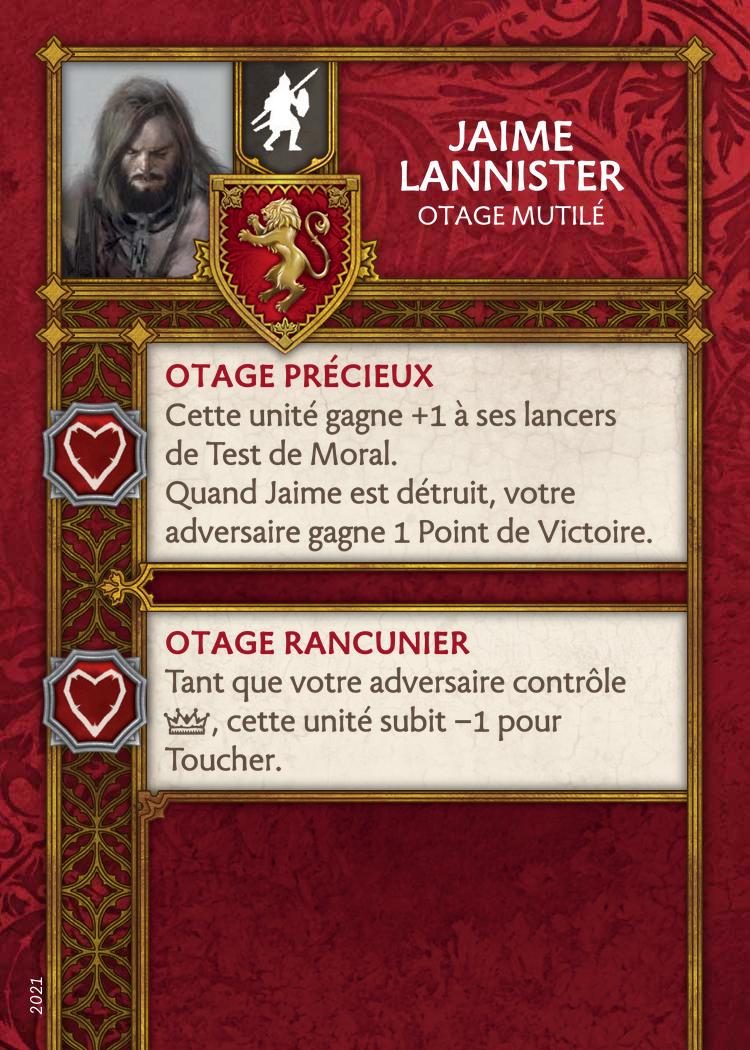 JAIME
LANNISTER
OTAGE MUTILÉ
OTAGE PRÉCIEUX
Cette unité gagne +1 à ses lancers
de Test de Moral.
Quand Jaime est détruit, votre
adversaire gagne 1 Point de Victoire.
OTAGE RANCUNIER
Tant que votre adversaire contrôle
, cette unité subit −1 pour
Toucher.
2021